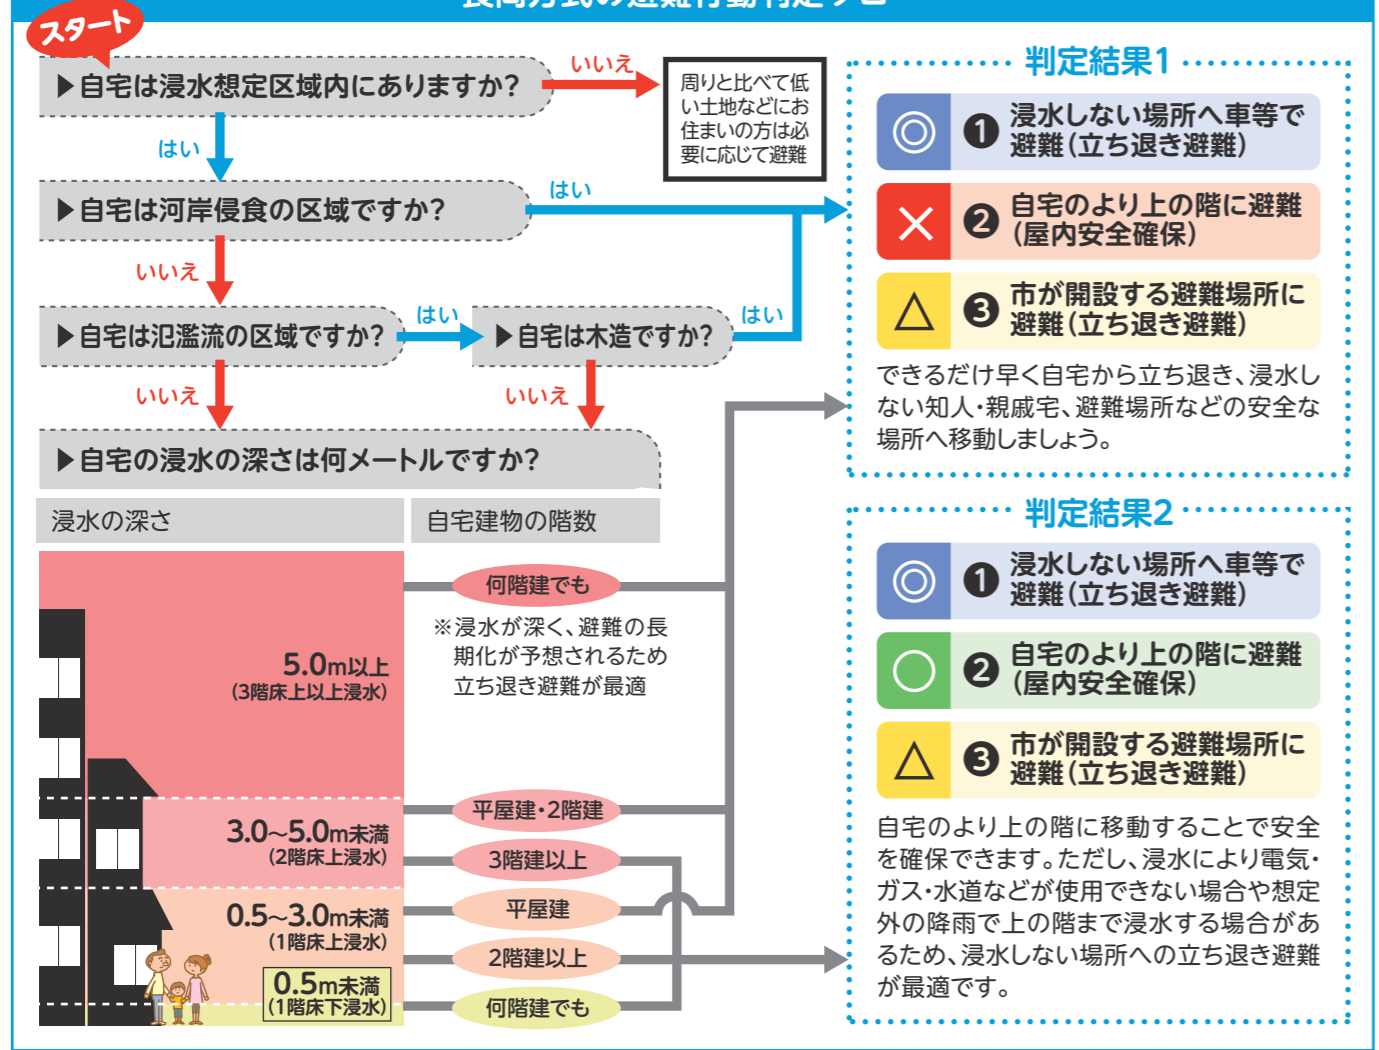 スタート
▶自宅は浸水想定区域内にありますか?
いいえ
周りと比べて低
い土地などにお
住まいの方は必
要に応じて避難
はい
▶自宅は河岸侵食の区域ですか?
はい
いいえ
▶自宅は氾濫流の区域ですか?
はい
▶自宅は木造ですか?
はい
いいえ
いいえ
▶自宅の浸水の深さは何メートルですか?
浸水の深さ
自宅建物の階数
5.0m以上
(3階床上以上浸水)
何階建でも
※浸水が深く、避難の長
期化が予想されるため
立ち退き避難が最適
3.0〜5.0m未満
(2階床上浸水)
平屋建・2階建
3階建以上
0.5〜3.0m未満
(1階床上浸水)
平屋建
2階建以上
0.5m未満
(1階床下浸水)
何階建でも
判定結果1
◎ ❶ 浸水しない場所へ車等で
避難(立ち退き避難)
× ❷ 自宅のより上の階に避難
(屋内安全確保)
△ ❸ 市が開設する避難場所に
避難(立ち退き避難)
できるだけ早く自宅から立ち退き、浸水し
ない知人・親戚宅、避難場所などの安全な
場所へ移動しましょう。
判定結果2
◎ ❶ 浸水しない場所へ車等で
避難(立ち退き避難)
○ ❷ 自宅のより上の階に避難
(屋内安全確保)
△ ❸ 市が開設する避難場所に
避難(立ち退き避難)
自宅のより上の階に移動することで安全
を確保できます。ただし、浸水により電気・
ガス・水道などが使用できない場合や想定
外の降雨で上の階まで浸水する場合があ
るため、浸水しない場所への立ち退き避難
が最適です。